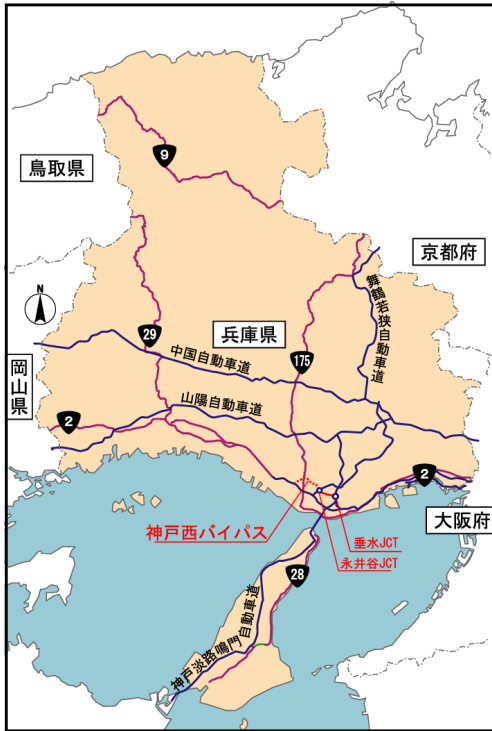 9
鳥取県
京都府
舞鶴若狭自動車道
N
29
兵庫県
175
中国自動車道
岡山県
山陽自動車道
2
2
大阪府
神戸西バイパス
垂水JCT
永井谷JCT
28
神戸淡路鳴門自動車道